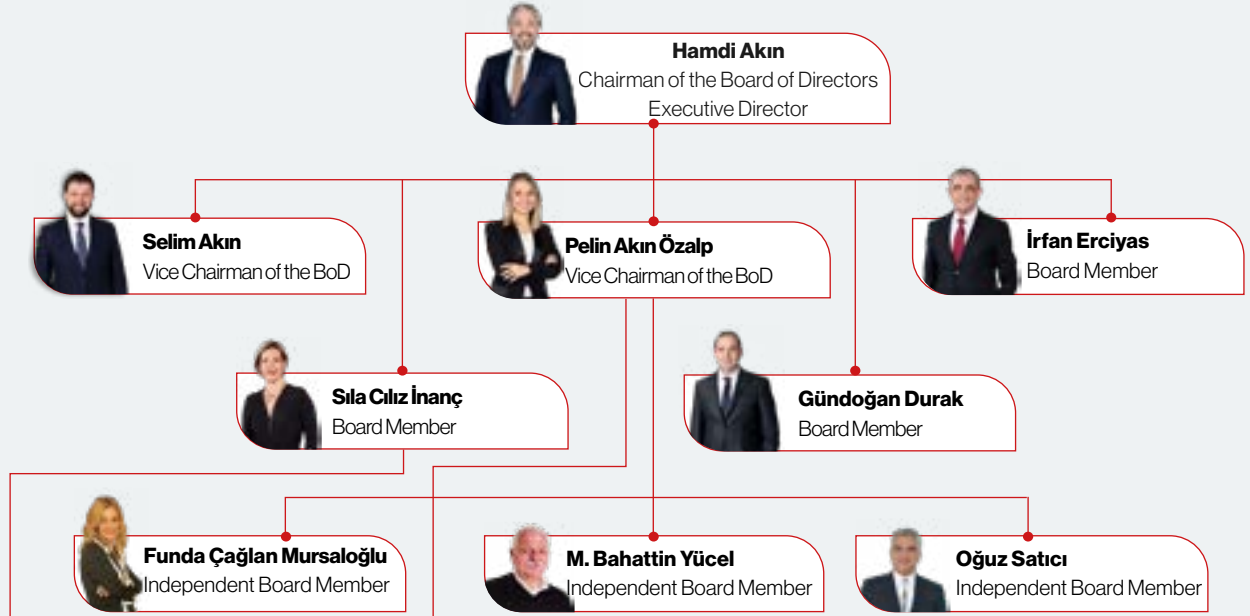 Hamdi Akın
Chairman of the Board of Directors
Executive Director
Selim Akın
Vice Chairman of the BoD
Pelin Akın Özalp
Vice Chairman of the BoD
İrfan Erciyas
Board Member
Sıla Cılız İnanç
Board Member
Gündoğan Durak
Board Member
Funda Çağlan Mursaloğlu
Independent Board Member
M. Bahattin Yücel
Independent Board Member
Oğuz Satıcı
Independent Board Member